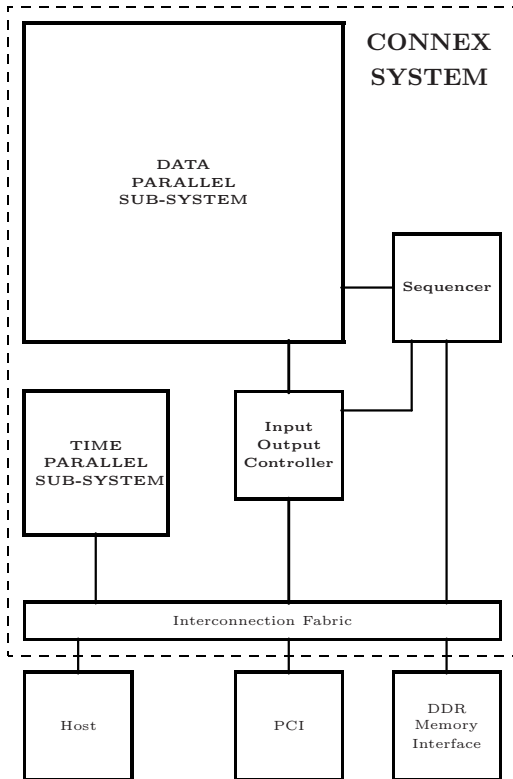 CONNEX
SYSTEM
DATA
PARALLEL
SUB-SYSTEM
Sequencer
TIME
PARALLEL
SUB-SYSTEM
Input
Output
Controller
Interconnection Fabric
Host
PCI
DDR
Memory
Interface